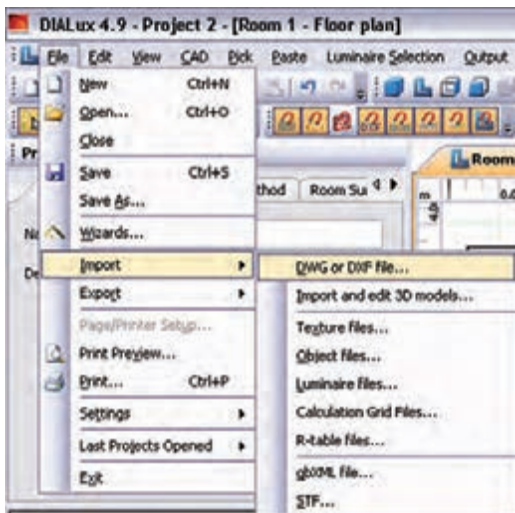 DIALux 4.9 - Project 2 - [Room 1 - Floor plan]
File Edit View CAD Pick Paste Luminaire Selection Output
New Ctrl+N
Open... Ctrl+O
Close
Save Ctrl+S
Save As...
Wizards...
Import
Export
Page/Printer Setup...
Print Preview...
Print... Ctrl+P
Settings
Last Projects Opened
Exit
Pr
Na
De
thod Room Su
Room
m
DWG or DXF file...
Import and edit 3D models...
Texture files...
Object files...
Luminaire files...
Calculation Grid Files...
R-table files...
gbXML file...
STF...